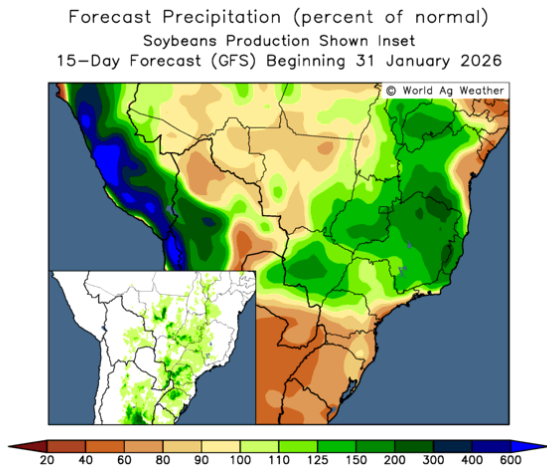 Forecast Precipitation (percent of normal)
Soybeans Production Shown Inset
15-Day Forecast (GFS) Beginning 31 January 2026
© World Ag Weather
20 40 60 80 90 100 110 125 150 200 300 400 600